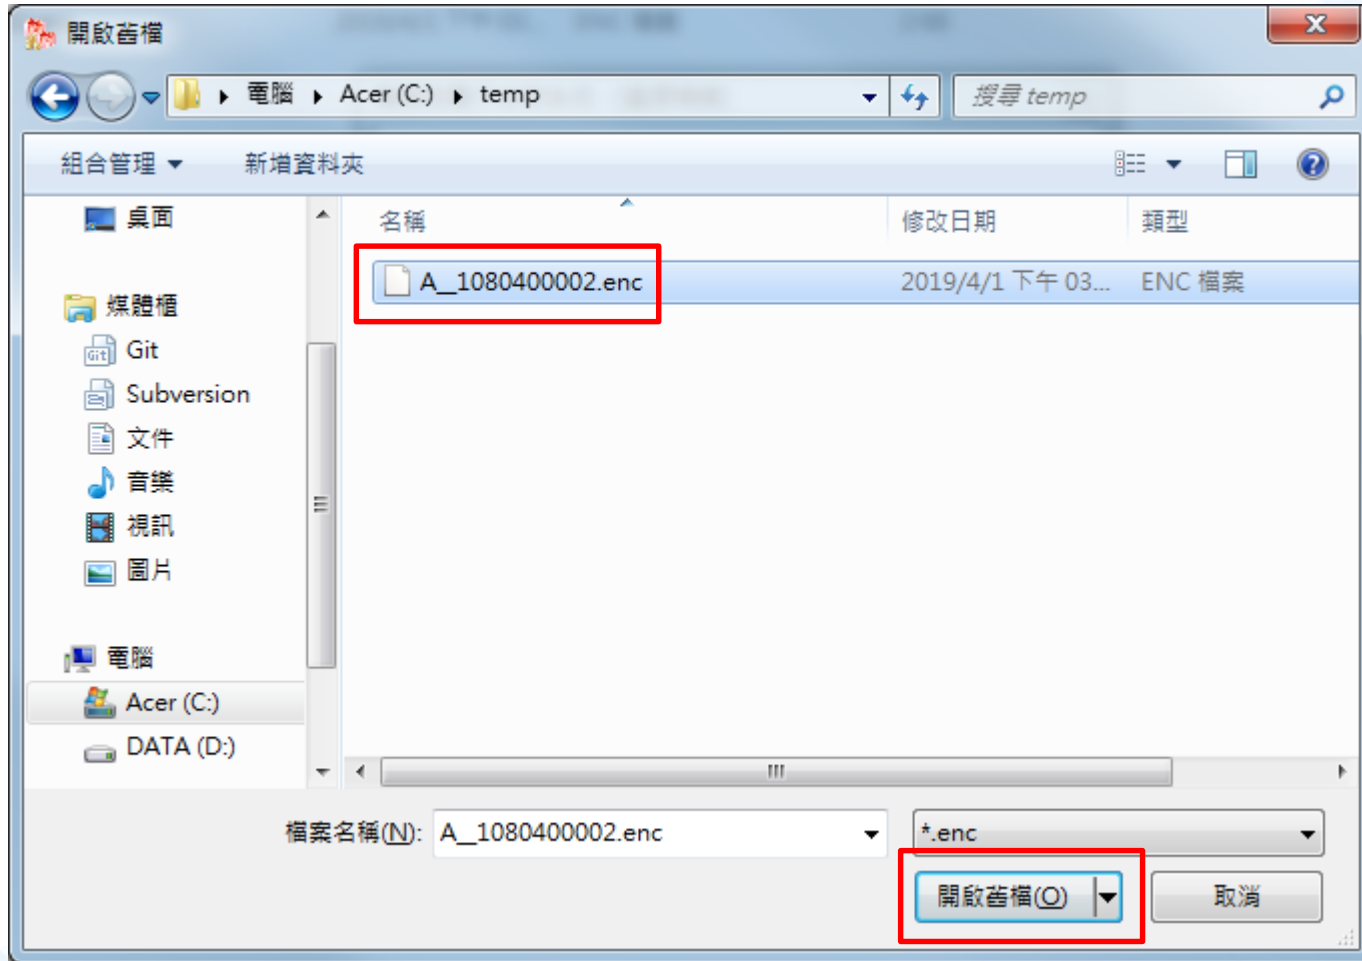 開啟舊檔
電腦 Acer (C:) temp
搜尋 temp
組合管理 新增資料夾
名稱 修改日期 類型
A__1080400002.enc 2019/4/1 下午 03... ENC 檔案
桌面
媒體櫃
Git
Subversion
文件
音樂
視訊
圖片
電腦
Acer (C:)
DATA (D:)
檔案名稱(N): A__1080400002.enc *.enc
開啟舊檔(O) 取消